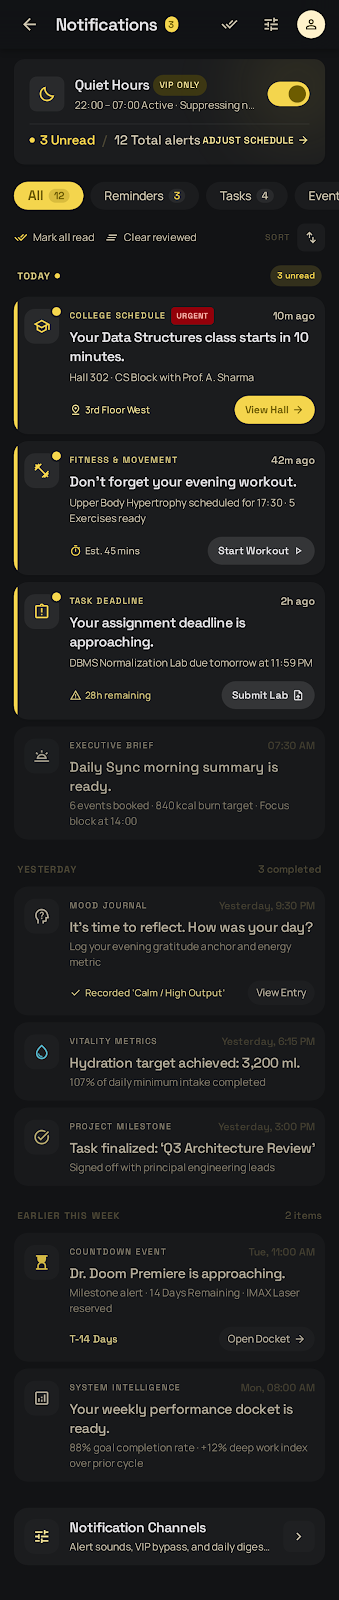 Notifications 3
Quiet Hours VIP ONLY
22:00 – 07:00 Active · Suppressing n...
3 Unread / 12 Total alerts ADJUST SCHEDULE →
All 12 Reminders 3 Tasks 4 Event
Mark all read Clear reviewed SORT
TODAY 3 unread
COLLEGE SCHEDULE URGENT 10m ago
Your Data Structures class starts in 10
minutes.
Hall 302 · CS Block with Prof. A. Sharma
3rd Floor West View Hall →
FITNESS & MOVEMENT 42m ago
Don't forget your evening workout.
Upper Body Hypertrophy scheduled for 17:30 · 5
Exercises ready
Est. 45 mins Start Workout
TASK DEADLINE 2h ago
Your assignment deadline is
approaching.
DBMS Normalization Lab due tomorrow at 11:59 PM
28h remaining Submit Lab
EXECUTIVE BRIEF 07:30 AM
Daily Sync morning summary is
ready.
6 events booked · 840 kcal burn target · Focus
block at 14:00
YESTERDAY 3 completed
MOOD JOURNAL Yesterday, 9:30 PM
It's time to reflect. How was your day?
Log your evening gratitude anchor and energy
metric
Recorded 'Calm / High Output' View Entry
VITALITY METRICS Yesterday, 6:15 PM
Hydration target achieved: 3,200 ml.
107% of daily minimum intake completed
PROJECT MILESTONE Yesterday, 3:00 PM
Task finalized: 'Q3 Architecture Review'
Signed off with principal engineering leads
EARLIER THIS WEEK 2 items
COUNTDOWN EVENT Tue, 11:00 AM
Dr. Doom Premiere is approaching.
Milestone alert · 14 Days Remaining · IMAX Laser
reserved
T-14 Days Open Docket →
SYSTEM INTELLIGENCE Mon, 08:00 AM
Your weekly performance docket is
ready.
88% goal completion rate · +12% deep work index
over prior cycle
Notification Channels
Alert sounds, VIP bypass, and daily diges...